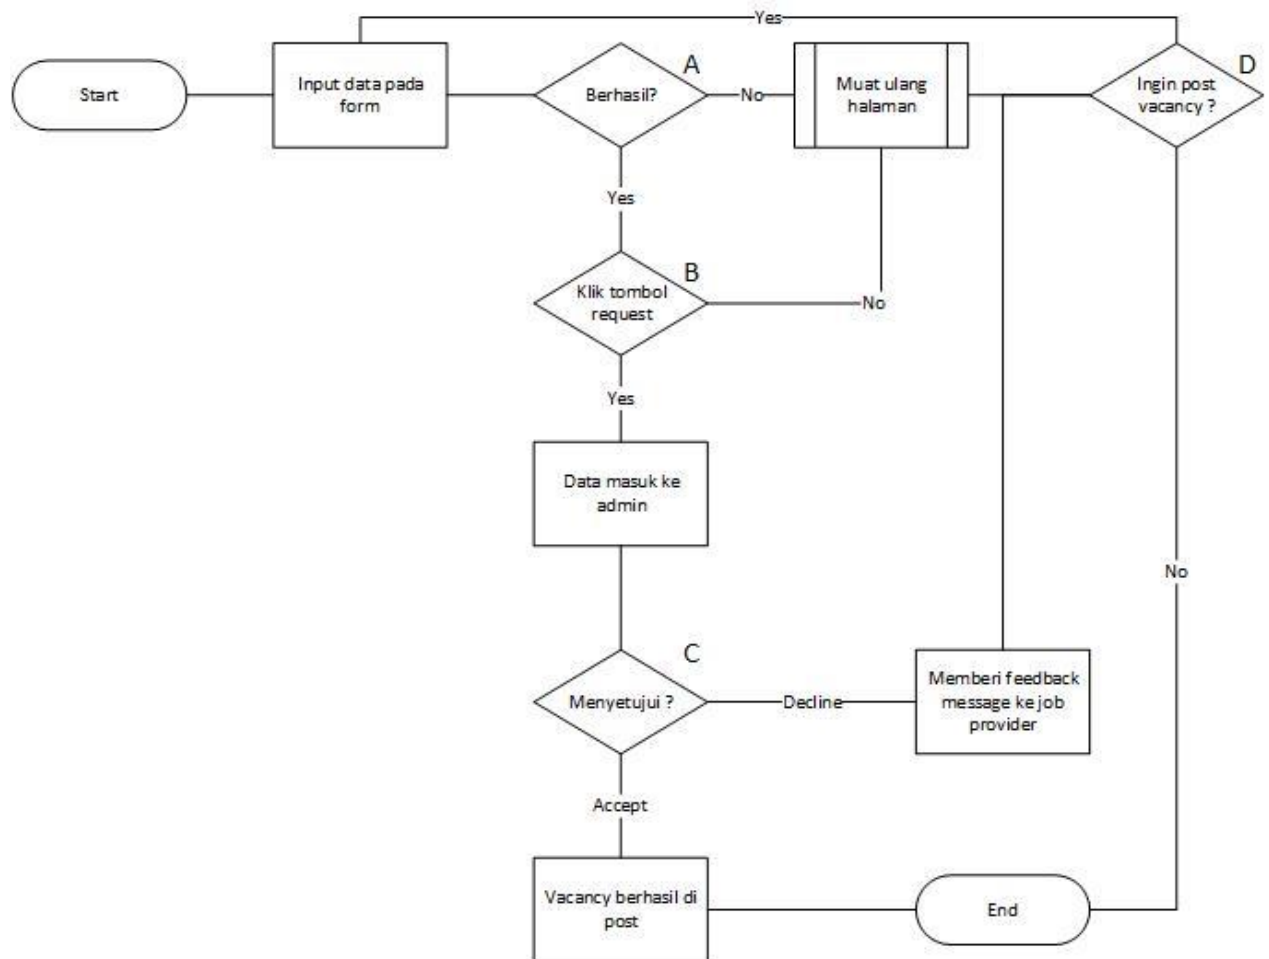 Yes
Start
Input data pada
form
A
Berhasil?
No
Muat ulang
halaman
D
Ingin post
vacancy ?
Yes
B
Klik tombol
request
No
Yes
Data masuk ke
admin
No
C
Menyetujui ?
Decline
Memberi feedback
message ke job
provider
Accept
Vacancy berhasil di
post
End